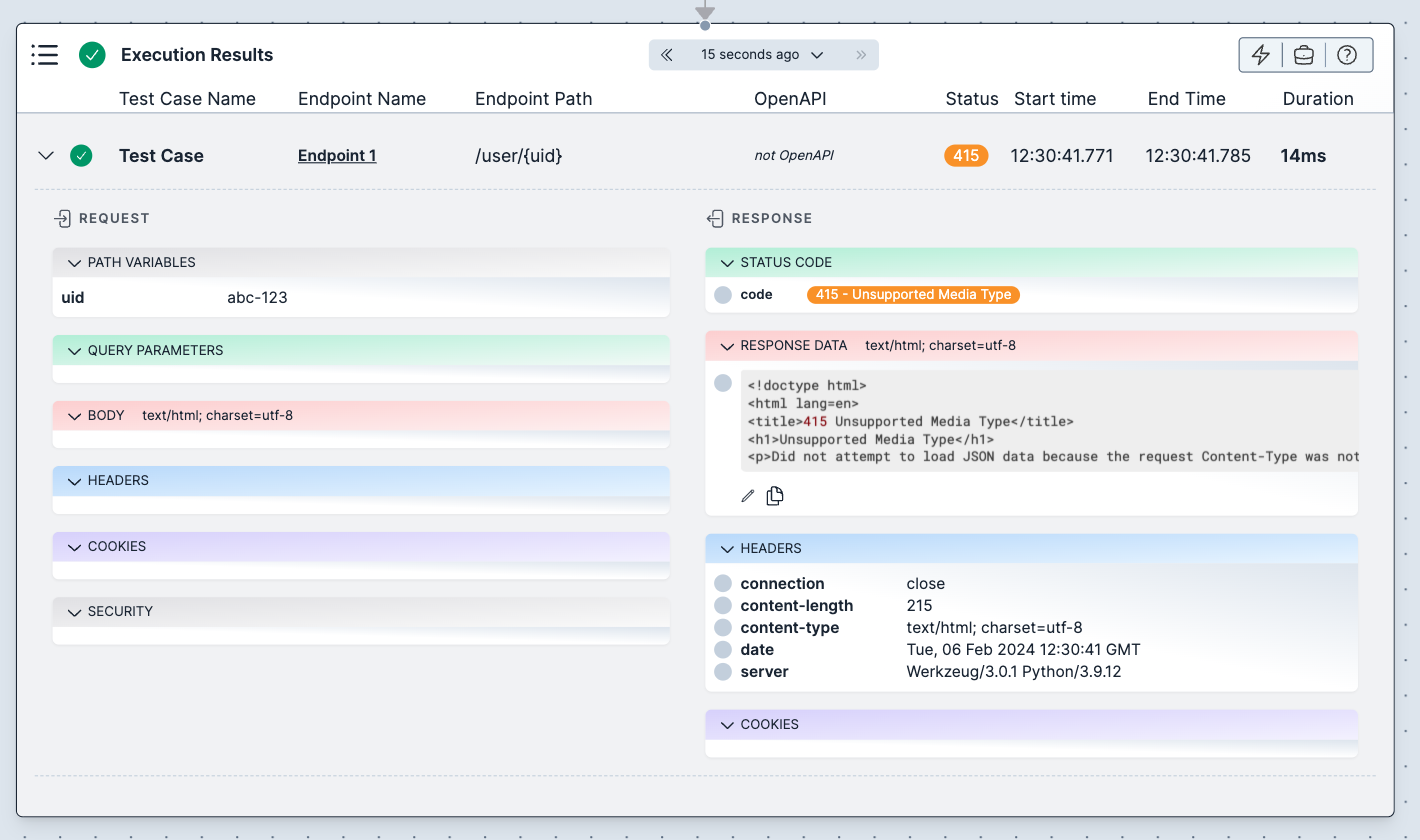 Execution Results
15 seconds ago
Test Case Name Endpoint Name Endpoint Path OpenAPI Status Start time End Time Duration
Test Case Endpoint 1 /user/{uid} not OpenAPI 415 12:30:41.771 12:30:41.785 14ms
REQUEST
PATH VARIABLES
uid abc-123
QUERY PARAMETERS
BODY text/html; charset=utf-8
HEADERS
COOKIES
SECURITY
RESPONSE
STATUS CODE
code 415 - Unsupported Media Type
RESPONSE DATA text/html; charset=utf-8
<!doctype html>
<html lang=en>
<title>415 Unsupported Media Type</title>
<h1>Unsupported Media Type</h1>
<p>Did not attempt to load JSON data because the request Content-Type was not
HEADERS
connection close
content-length 215
content-type text/html; charset=utf-8
date Tue, 06 Feb 2024 12:30:41 GMT
server Werkzeug/3.0.1 Python/3.9.12
COOKIES